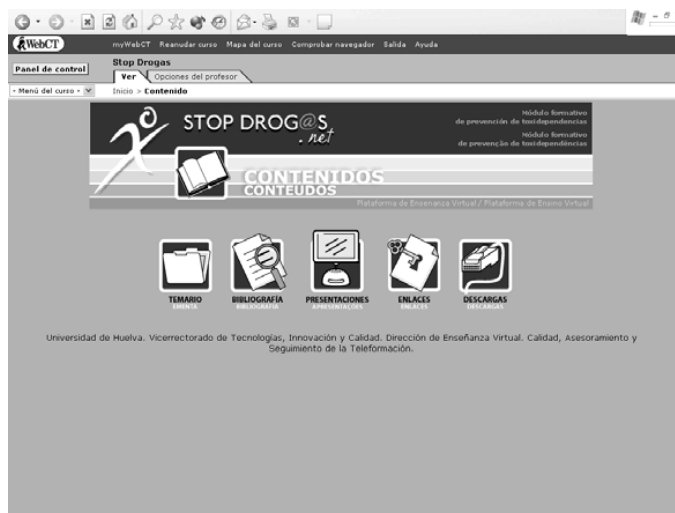 WebCT
myWebCT Reanudar curso Mapa del curso Comprobar navegador Salida Ayuda
Panel de control
Stop Drogas
Ver Opciones del profesor
- Menú del curso -
Inicio > Contenido
STOP DROG@S
.net
Módulo formativo
de prevención de toxidependencias
Módulo formativo
de prevenção de toxidependências
CONTENIDOS
CONTEUDOS
Plataforma de Ensenanza Virtual / Plataforma de Ensino Virtual
TEMARIO BIBLIOGRAFÍA PRESENTACIONES ENLACES DESCARGAS
EMENTA BIBLIOGRAFIA APRESENTAÇÕES ENLACES DESCARGAS
Universidad de Huelva. Vicerrectorado de Tecnologías, Innovación y Calidad. Dirección de Enseñanza Virtual. Calidad, Asesoramiento y
Seguimiento de la Teleformación.